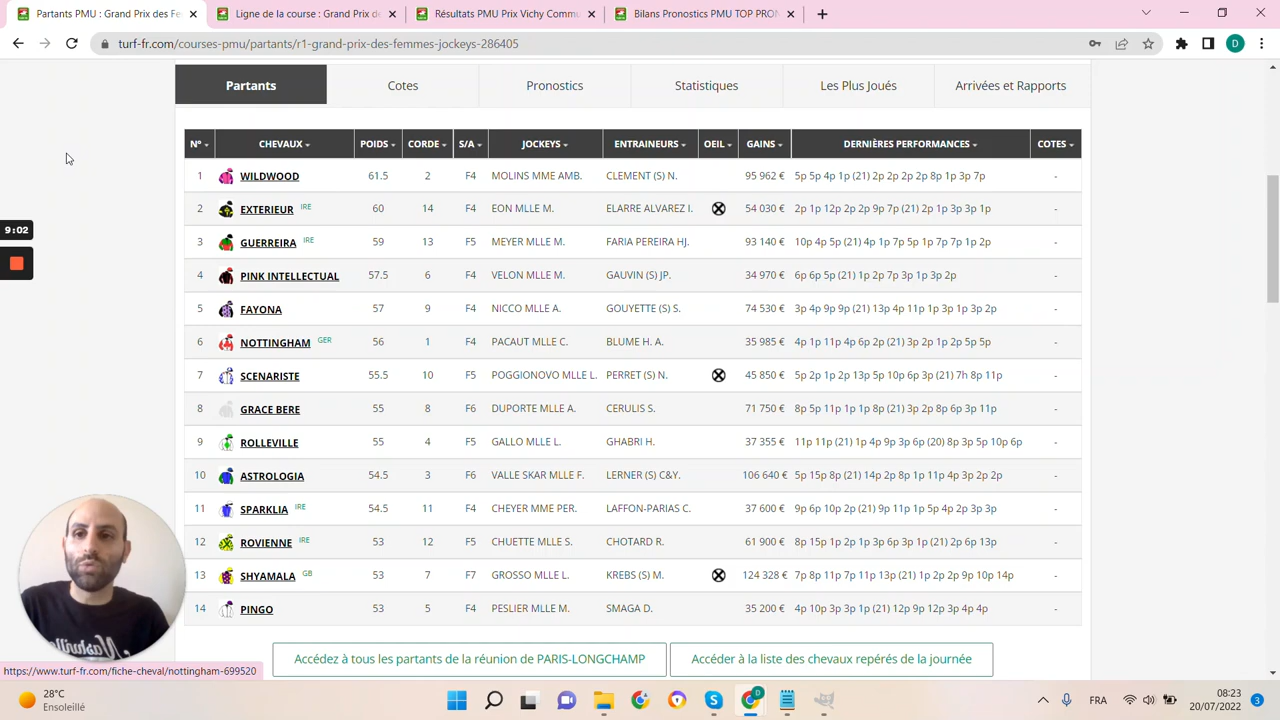 Partants PMU : Grand Prix des Fe
Ligne de la course : Grand Prix de
Résultats PMU Prix Vichy Commu
Bilans Pronostics PMU TOP PRON
turf-fr.com/courses-pmu/partants/r1-grand-prix-des-femmes-jockeys-286405
D
Partants Cotes Pronostics Statistiques Les Plus Joués Arrivées et Rapports
N° CHEVAUX POIDS CORDE S/A JOCKEYS ENTRAINEURS OEIL GAINS DERNIÈRES PERFORMANCES COTES
1 WILDWOOD 61.5 2 F4 MOLINS MME AMB. CLEMENT (S) N. 95 962 € 5p 5p 4p 1p (21) 2p 2p 2p 2p 8p 1p 3p 7p -
2 EXTERIEUR IRE 60 14 F4 EON MLLE M. ELARRE ALVAREZ I. 54 030 € 2p 1p 12p 2p 2p 9p 7p (21) 2p 1p 3p 3p 1p -
3 GUERREIRA IRE 59 13 F5 MEYER MLLE M. FARIA PEREIRA HJ. 93 140 € 10p 4p 5p (21) 4p 1p 7p 5p 1p 7p 7p 1p 2p -
4 PINK INTELLECTUAL 57.5 6 F4 VELON MLLE M. GAUVIN (S) JP. 34 970 € 6p 6p 5p (21) 1p 2p 7p 3p 1p 3p 2p -
5 FAYONA 57 9 F4 NICCO MLLE A. GOUYETTE (S) S. 74 530 € 3p 4p 9p 9p (21) 13p 4p 11p 1p 3p 1p 3p 2p -
6 NOTTINGHAM GER 56 1 F4 PACAUT MLLE C. BLUME H. A. 35 985 € 4p 1p 11p 4p 6p 2p (21) 3p 2p 1p 2p 5p 5p -
7 SCENARISTE 55.5 10 F5 POGGIONOVO MLLE L. PERRET (S) N. 45 850 € 5p 2p 1p 2p 13p 5p 10p 6p 3p (21) 7h 8p 11p -
8 GRACE BERE 55 8 F6 DUPORTE MLLE A. CERULIS S. 71 750 € 8p 5p 11p 1p 1p 8p (21) 3p 2p 8p 6p 3p 11p -
9 ROLLEVILLE 55 4 F5 GALLO MLLE L. GHABRI H. 37 355 € 11p 11p (21) 1p 4p 9p 3p 6p (20) 8p 3p 5p 10p 6p -
10 ASTROLOGIA 54.5 3 F6 VALLE SKAR MLLE F. LERNER (S) C&Y. 106 640 € 5p 15p 8p (21) 14p 2p 8p 1p 11p 4p 3p 2p 2p -
11 SPARKLIA IRE 54.5 11 F4 CHEYER MME PER. LAFFON-PARIAS C. 37 600 € 9p 6p 10p 2p (21) 9p 11p 1p 5p 4p 2p 3p 3p -
12 ROVIENNE IRE 53 12 F5 CHUETTE MLLE S. CHOTARD R. 61 900 € 8p 15p 1p 2p 1p 3p 6p 3p 1p (21) 2p 6p 13p -
13 SHYAMALA GB 53 7 F7 GROSSO MLLE L. KREBS (S) M. 124 328 € 7p 8p 11p 7p 11p 13p (21) 1p 2p 2p 9p 10p 14p -
14 PINGO 53 5 F4 PESLIER MLLE M. SMAGA D. 35 200 € 4p 10p 3p 3p 1p (21) 12p 9p 12p 3p 4p 4p -
9:02
Nashville
Accédez à tous les partants de la réunion de PARIS-LONGCHAMP
Accéder à la liste des chevaux repérés de la journée
https://www.turf-fr.com/fiche-cheval/nottingham-699520
28°C
Ensoleillé
D
FRA
08:23
20/07/2022
3